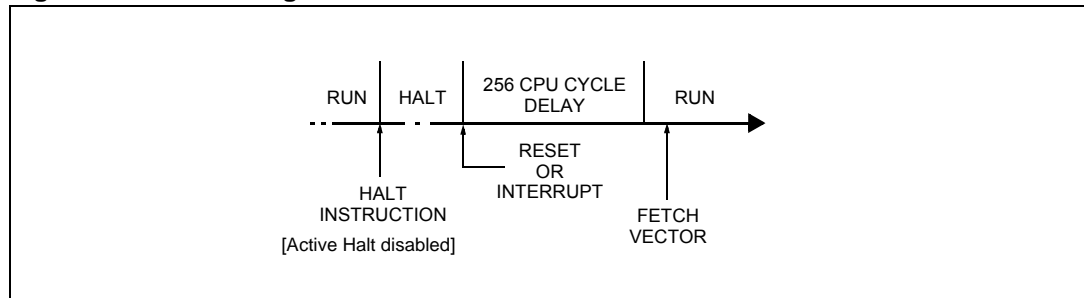 RUN
HALT
256 CPU CYCLE
DELAY
RUN
RESET
OR
INTERRUPT
HALT
INSTRUCTION
[Active Halt disabled]
FETCH
VECTOR